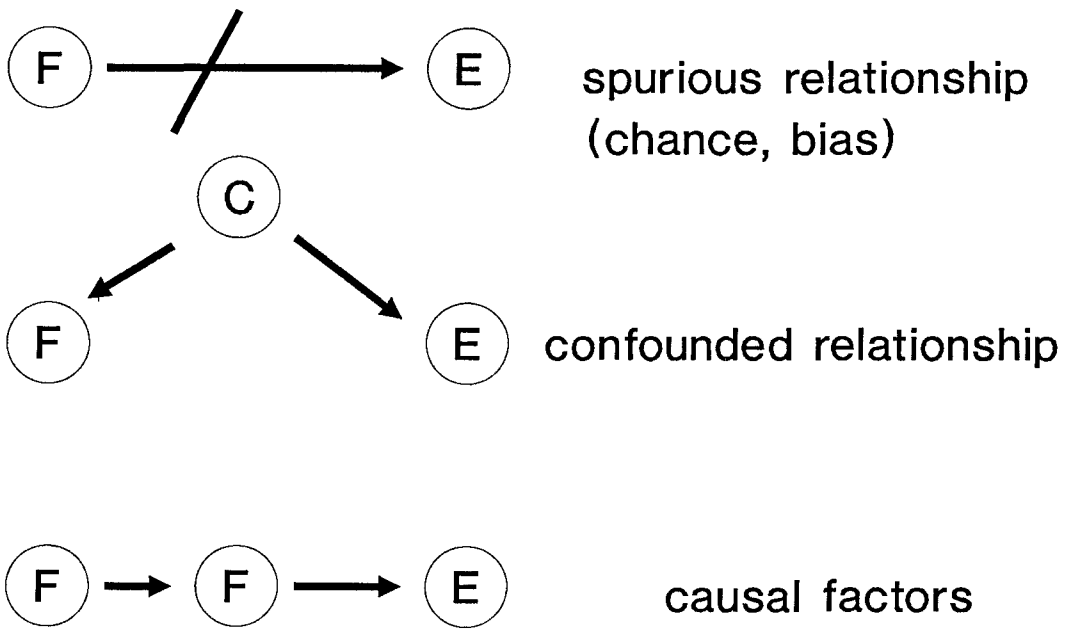 F E spurious relationship
(chance, bias)
C
F E confounded relationship
F F E causal factors